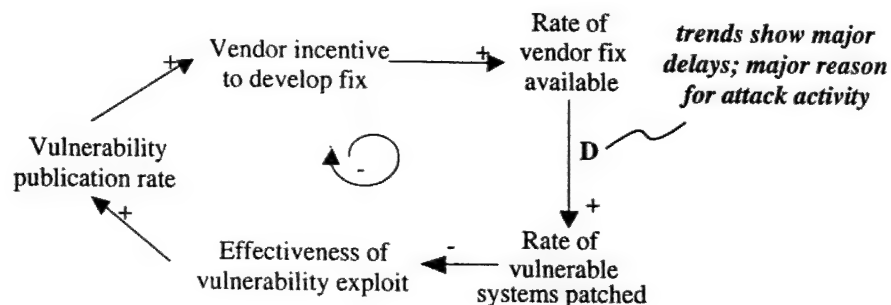 Vendor incentive
to develop fix
+
+
Rate of
vendor fix
available
trends show major
delays; major reason
for attack activity
D
Vulnerability
publication rate
-
+
+
Effectiveness of
vulnerability exploit
-
Rate of
vulnerable
systems patched